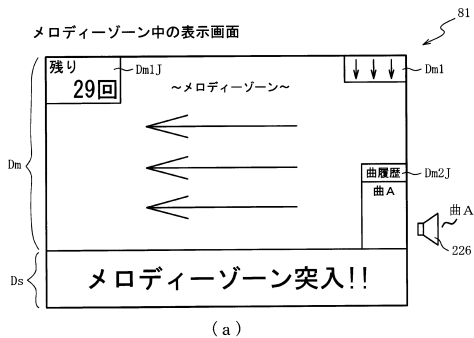 81
メロディーゾーン中の表示画面
残り
29回
Dm1J
～メロディーゾーン～
Dm1
Dm
曲履歴
Dm2J
曲A
曲A
226
Ds
メロディーゾーン突入!!
(a)